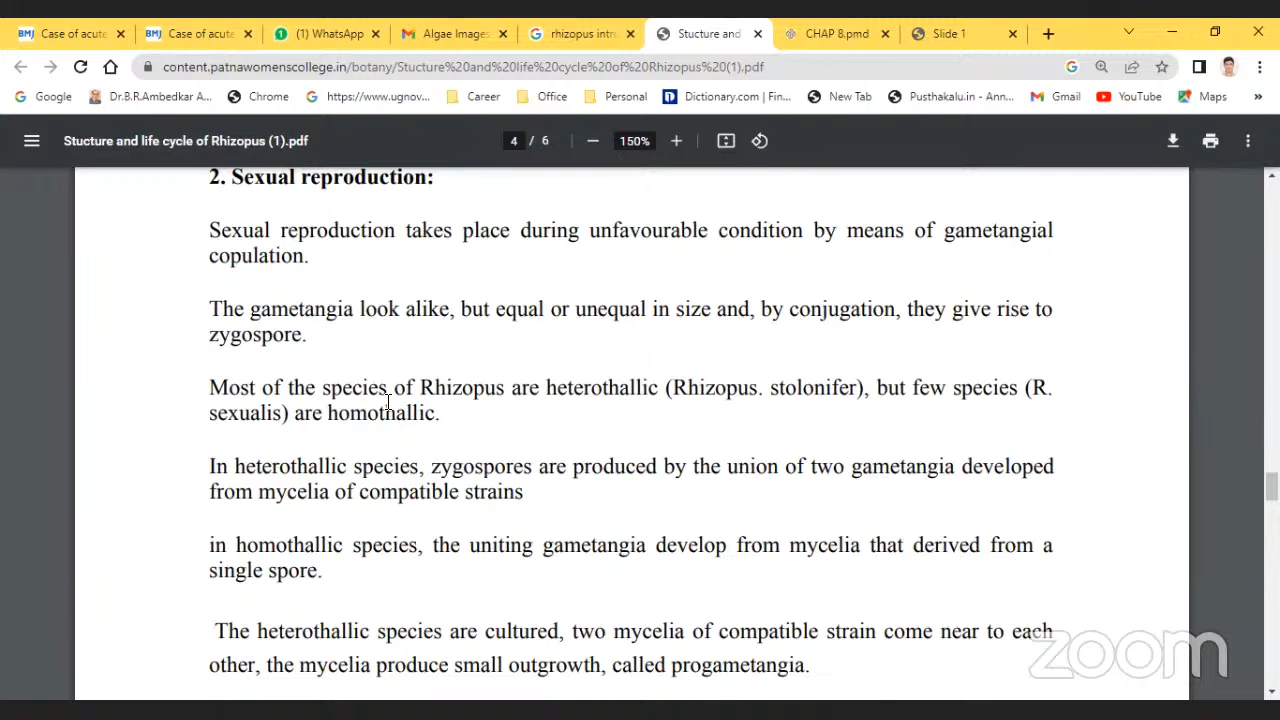 BMJ Case of acute
BMJ Case of acute
(1) WhatsApp
Algae Images
rhizopus intr
Stucture and
CHAP 8.pmd
Slide 1
content.patnawomenscollege.in/botany/Stucture%20and%20life%20cycle%20of%20Rhizopus%20(1).pdf
Google
Dr.B.R.Ambedkar A...
Chrome
https://www.ugnov...
Career
Office
Personal
Dictionary.com | Fin...
New Tab
Pusthakalu.in - Ann...
Gmail
YouTube
Maps
»
Stucture and life cycle of Rhizopus (1).pdf
4 / 6
150%
2. Sexual reproduction:
Sexual reproduction takes place during unfavourable condition by means of gametangial
copulation.
The gametangia look alike, but equal or unequal in size and, by conjugation, they give rise to
zygospore.
Most of the species of Rhizopus are heterothallic (Rhizopus. stolonifer), but few species (R.
sexualis) are homothallic.
In heterothallic species, zygospores are produced by the union of two gametangia developed
from mycelia of compatible strains
in homothallic species, the uniting gametangia develop from mycelia that derived from a
single spore.
The heterothallic species are cultured, two mycelia of compatible strain come near to each
other, the mycelia produce small outgrowth, called progametangia.
zoom